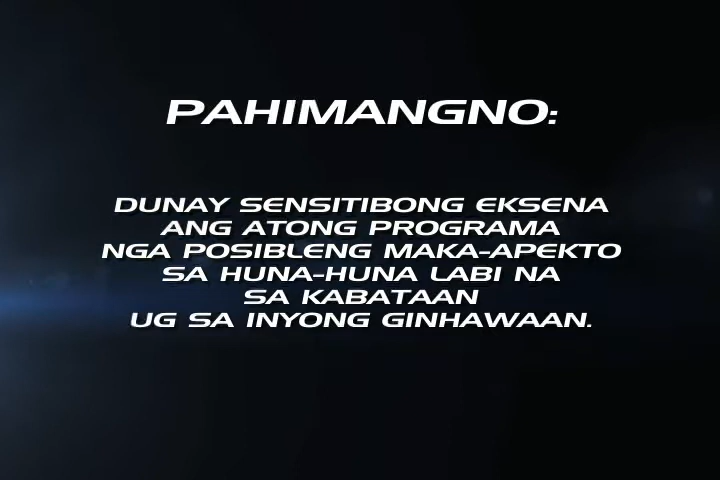 PAHIMANGNO:
DUNAY SENSITIBONG EKSENA
ANG ATONG PROGRAMA
NGA POSIBLENG MAKA-APEKTO
SA HUNA-HUNA LABI NA
SA KABATAAN
UG SA INYONG GINHAWAAN.